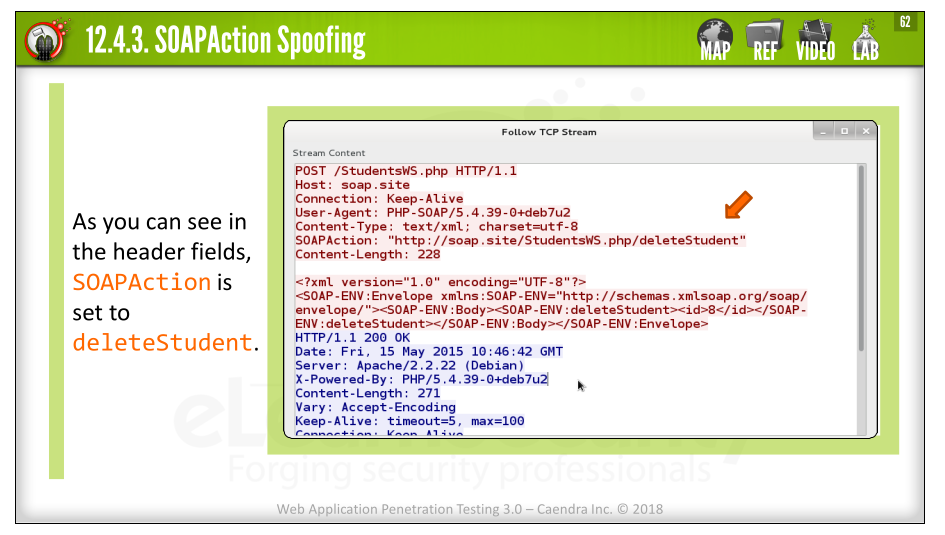 12.4.3. SOAPAction Spoofing
MAP
REF
VIDEO
LAB
62
As you can see in
the header fields,
SOAPAction is
set to
deleteStudent.
Follow TCP Stream
Stream Content
POST /StudentsWS.php HTTP/1.1
Host: soap.site
Connection: Keep-Alive
User-Agent: PHP-SOAP/5.4.39-0+deb7u2
Content-Type: text/xml; charset=utf-8
SOAPAction: "http://soap.site/StudentsWS.php/deleteStudent"
Content-Length: 228
<?xml version="1.0" encoding="UTF-8"?>
<SOAP-ENV:Envelope xmlns:SOAP-ENV="http://schemas.xmlsoap.org/soap/
envelope/"><SOAP-ENV:Body><SOAP-ENV:deleteStudent><id>8</id></SOAP-
ENV:deleteStudent></SOAP-ENV:Body></SOAP-ENV:Envelope>
HTTP/1.1 200 OK
Date: Fri, 15 May 2015 10:46:42 GMT
Server: Apache/2.2.22 (Debian)
X-Powered-By: PHP/5.4.39-0+deb7u2
Content-Length: 271
Vary: Accept-Encoding
Keep-Alive: timeout=5, max=100
Connection: Keep-Alive
Forging security professionals
Web Application Penetration Testing 3.0 – Caendra Inc. © 2018